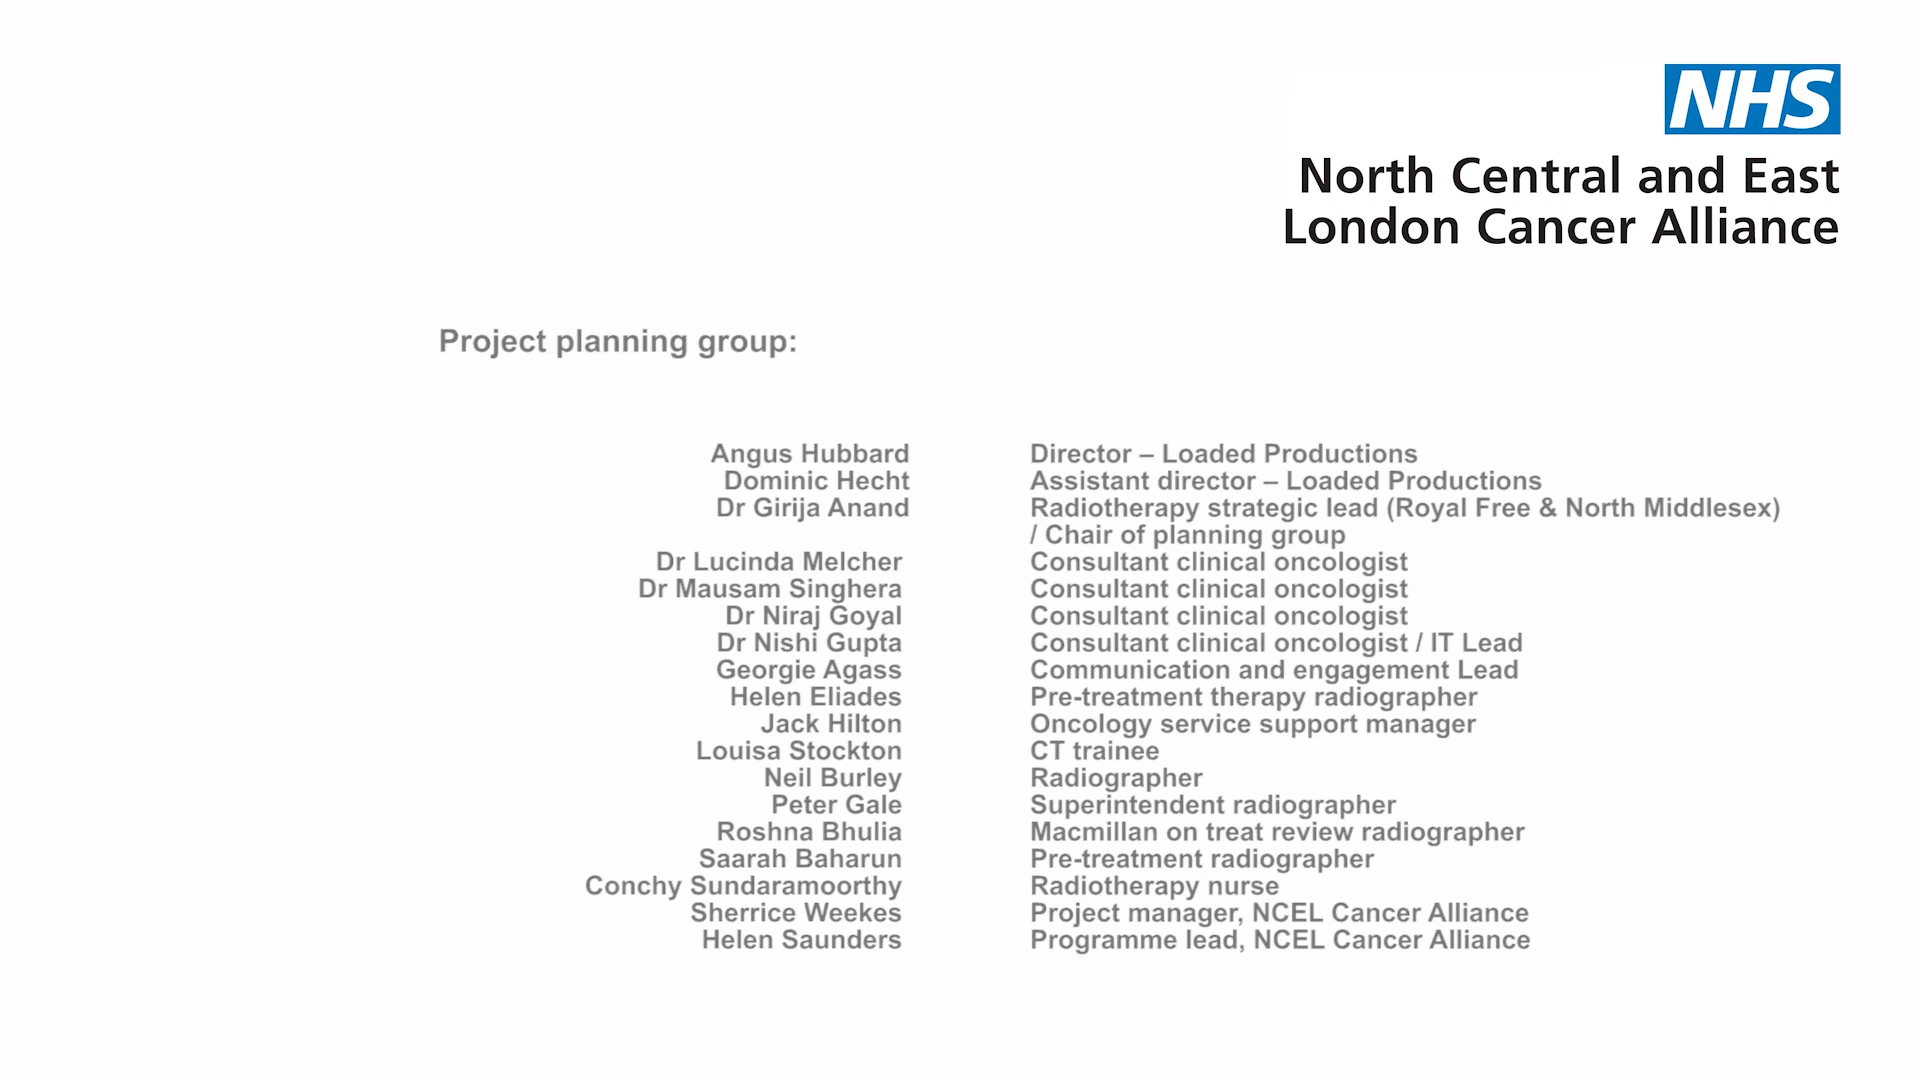 NHS
North Central and East
London Cancer Alliance
Project planning group:
Angus Hubbard Director – Loaded Productions
Dominic Hecht Assistant director – Loaded Productions
Dr Girija Anand Radiotherapy strategic lead (Royal Free & North Middlesex)
/ Chair of planning group
Dr Lucinda Melcher Consultant clinical oncologist
Dr Mausam Singhera Consultant clinical oncologist
Dr Niraj Goyal Consultant clinical oncologist
Dr Nishi Gupta Consultant clinical oncologist / IT Lead
Georgie Agass Communication and engagement Lead
Helen Eliades Pre-treatment therapy radiographer
Jack Hilton Oncology service support manager
Louisa Stockton CT trainee
Neil Burley Radiographer
Peter Gale Superintendent radiographer
Roshna Bhulia Macmillan on treat review radiographer
Saarah Baharun Pre-treatment radiographer
Conchy Sundaramoorthy Radiotherapy nurse
Sherrice Weekes Project manager, NCEL Cancer Alliance
Helen Saunders Programme lead, NCEL Cancer Alliance